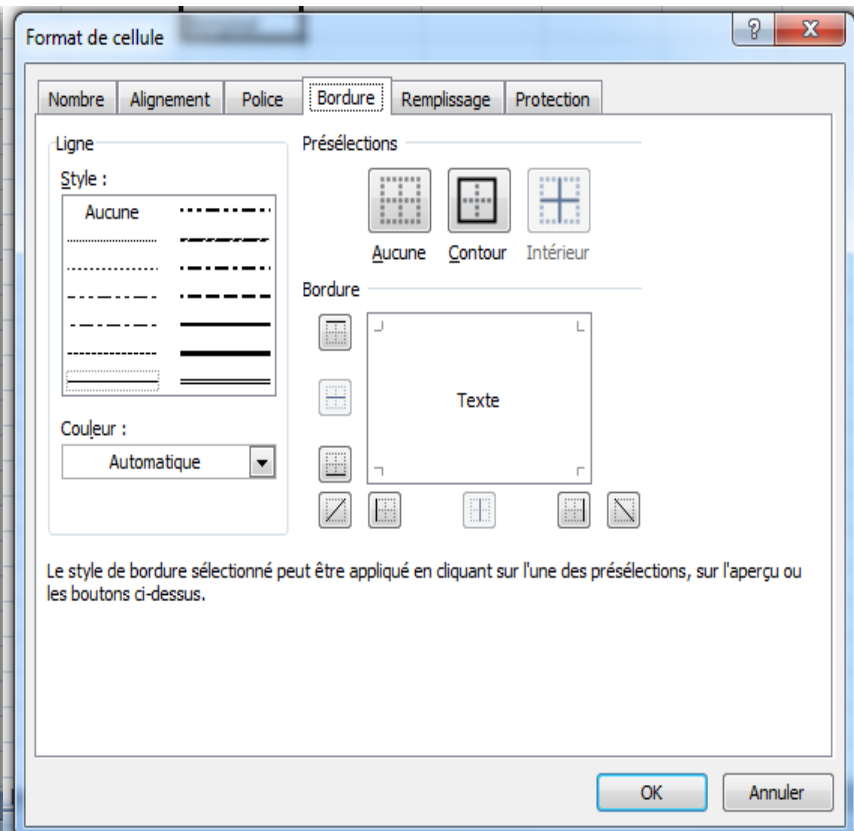 Format de cellule
Nombre Alignement Police Bordure Remplissage Protection
Ligne
Style :
Aucune
Couleur :
Automatique
Présélections
Aucune Contour Intérieur
Bordure
Texte
Le style de bordure sélectionné peut être appliqué en cliquant sur l'une des présélections, sur l'aperçu ou
les boutons ci-dessus.
OK Annuler